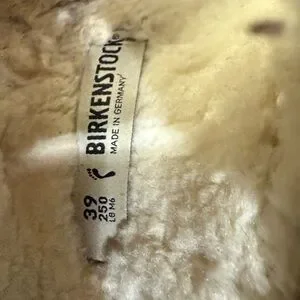 BIRKENSTOCK®
MADE IN GERMANY
39
250
L8 M6